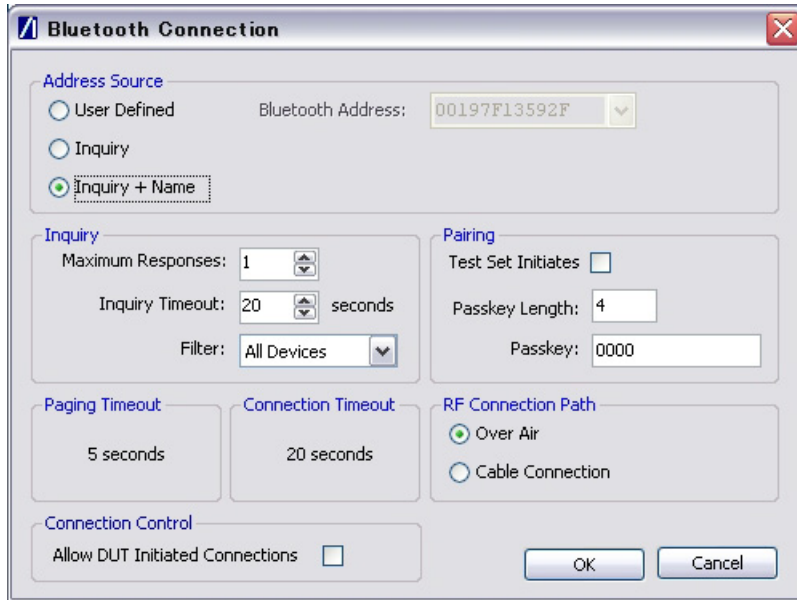 Bluetooth Connection
Address Source
User Defined
Bluetooth Address: 00197F13592F
Inquiry
Inquiry + Name
Inquiry
Maximum Responses: 1
Inquiry Timeout: 20 seconds
Filter: All Devices
Pairing
Test Set Initiates
Passkey Length: 4
Passkey: 0000
Paging Timeout
5 seconds
Connection Timeout
20 seconds
RF Connection Path
Over Air
Cable Connection
Connection Control
Allow DUT Initiated Connections
OK
Cancel